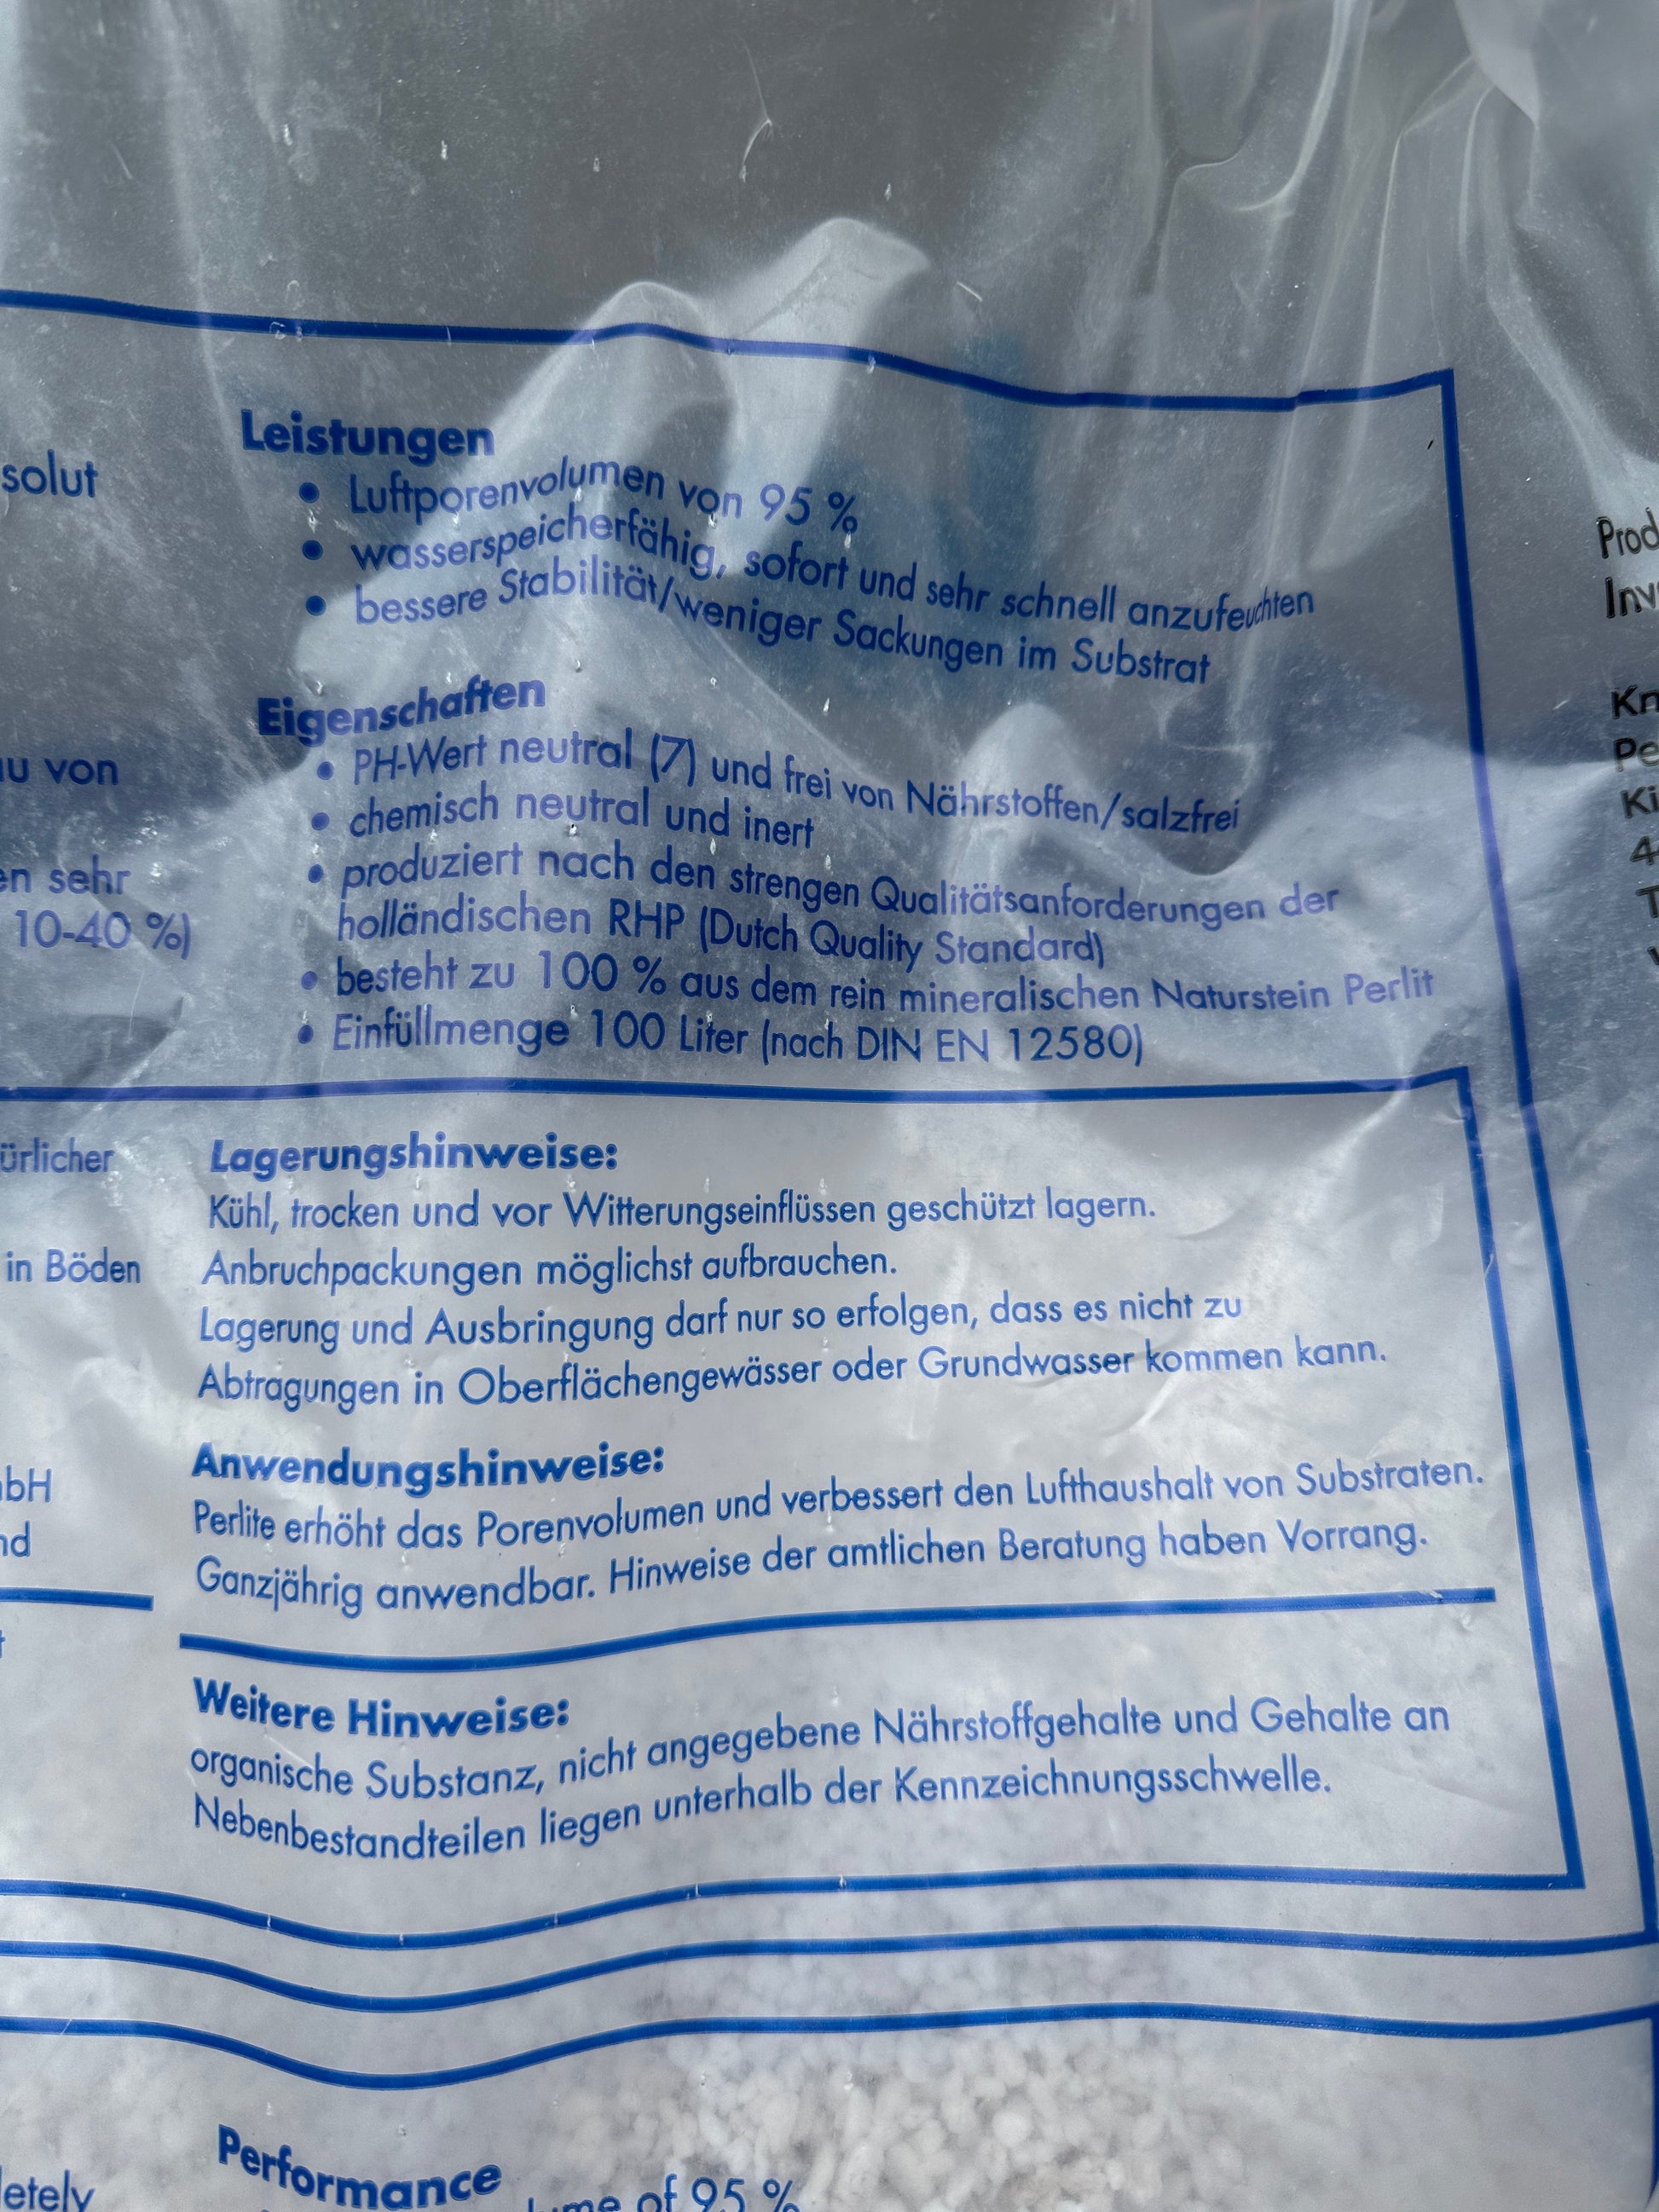 solut
u von
en sehr
10-40 %)
ürlicher
in Böden
bH
nd
Leistungen
• Luftporenvolumen von 95 %
• wasserspeicherfähig, sofort und sehr schnell anzufeuchten
• bessere Stabilität/weniger Sackungen im Substrat
Eigenschaften
• PH-Wert neutral (7) und frei von Nährstoffen/salzfrei
• chemisch neutral und inert
• produziert nach den strengen Qualitätsanforderungen der
holländischen RHP (Dutch Quality Standard)
• besteht zu 100 % aus dem rein mineralischen Naturstein Perlit
• Einfüllmenge 100 Liter (nach DIN EN 12580)
Lagerungshinweise:
Kühl, trocken und vor Witterungseinflüssen geschützt lagern.
Anbruchpackungen möglichst aufbrauchen.
Lagerung und Ausbringung darf nur so erfolgen, dass es nicht zu
Abtragungen in Oberflächengewässer oder Grundwasser kommen kann.
Anwendungshinweise:
Perlite erhöht das Porenvolumen und verbessert den Lufthaushalt von Substraten.
Ganzjährig anwendbar. Hinweise der amtlichen Beratung haben Vorrang.
Weitere Hinweise:
organische Substanz, nicht angegebene Nährstoffgehalte und Gehalte an
Nebenbestandteilen liegen unterhalb der Kennzeichnungsschwelle.
Prod
Inv
Kn
Pe
Ki
Performance
letely
ume of 95 %